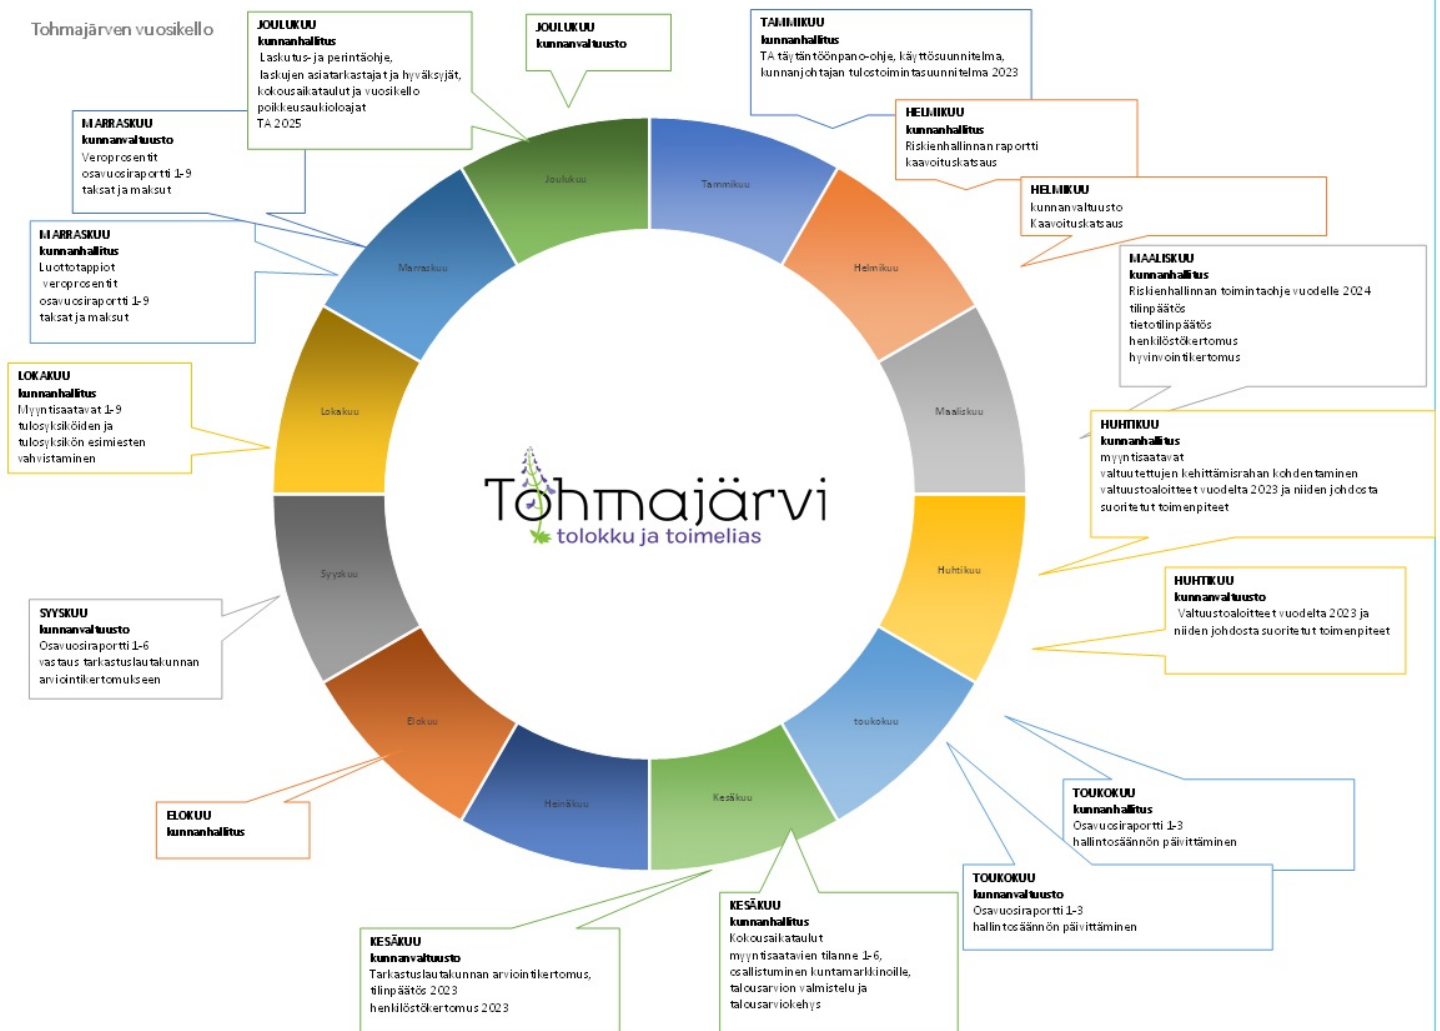 Tohmajärven vuosikello
JOULUKUU
kunnanhallitus
Laskutus- ja perintäohje,
laskujen asiatarkastajat ja hyväksyjät,
kokousaikataulut ja vuosikello
poikkeusaukioloajat
TA 2025
JOULUKUU
kunnanvaltuusto
TAMMIKUU
kunnanhallitus
TA täytäntöönpano-ohje, käyttösuunnitelma,
kunnanjohtajan tulostoimintasuunnitelma 2023
HELMIKUU
kunnanhallitus
Riskienhallinnan raportti
kaavoituskatsaus
HELMIKUU
kunnanvaltuusto
Kaavoituskatsaus
MAALISKUU
kunnanhallitus
Riskienhallinnan toimintaohje vuodelle 2024
tilinpäätös
tietotilinpäätös
henkilöstökertomus
hyvinvointikertomus
HUHTIKUU
kunnanhallitus
myyntisaatavat
valtuutettujen kehittämisrahan kohdentaminen
valtuustoaloitteet vuodelta 2023 ja niiden johdosta
suoritetut toimenpiteet
HUHTIKUU
kunnanvaltuusto
Valtuustoaloitteet vuodelta 2023 ja
niiden johdosta suoritetut toimenpiteet
TOUKOKUU
kunnanhallitus
Osavuosiraportti 1-3
hallintosäännön päivittäminen
TOUKOKUU
kunnanvaltuusto
Osavuosiraportti 1-3
hallintosäännön päivittäminen
KESÄKUU
kunnanhallitus
Kokousaikataulut
myyntisaatavien tilanne 1-6,
osallistuminen kuntamarkkinoille,
talousarvion valmistelu ja
talousarviokehys
KESÄKUU
kunnanvaltuusto
Tarkastuslautakunnan arviointikertomus,
tilinpäätös 2023
henkilöstökertomus 2023
ELOKUU
kunnanhallitus
SYYSKUU
kunnanvaltuusto
Osavuosiraportti 1-6
vastaus tarkastuslautakunnan
arviointikertomukseen
LOKAKUU
kunnanhallitus
Myyntisaatavat 1-9
tulosyksiköiden ja
tulosyksikön esimiesten
vahvistaminen
MARRASKUU
kunnanhallitus
Luottotappiot
veroprosentit
osavuosiraportti 1-9
taksat ja maksut
MARRASKUU
kunnanvaltuusto
Veroprosentit
osavuosiraportti 1-9
taksat ja maksut
Tammikuu
Helmikuu
Maaliskuu
Huhtikuu
toukokuu
Kesäkuu
Heinäkuu
Elokuu
Syyskuu
Lokakuu
Marraskuu
Joulukuu
Tohmajärvi
tolokku ja toimelias